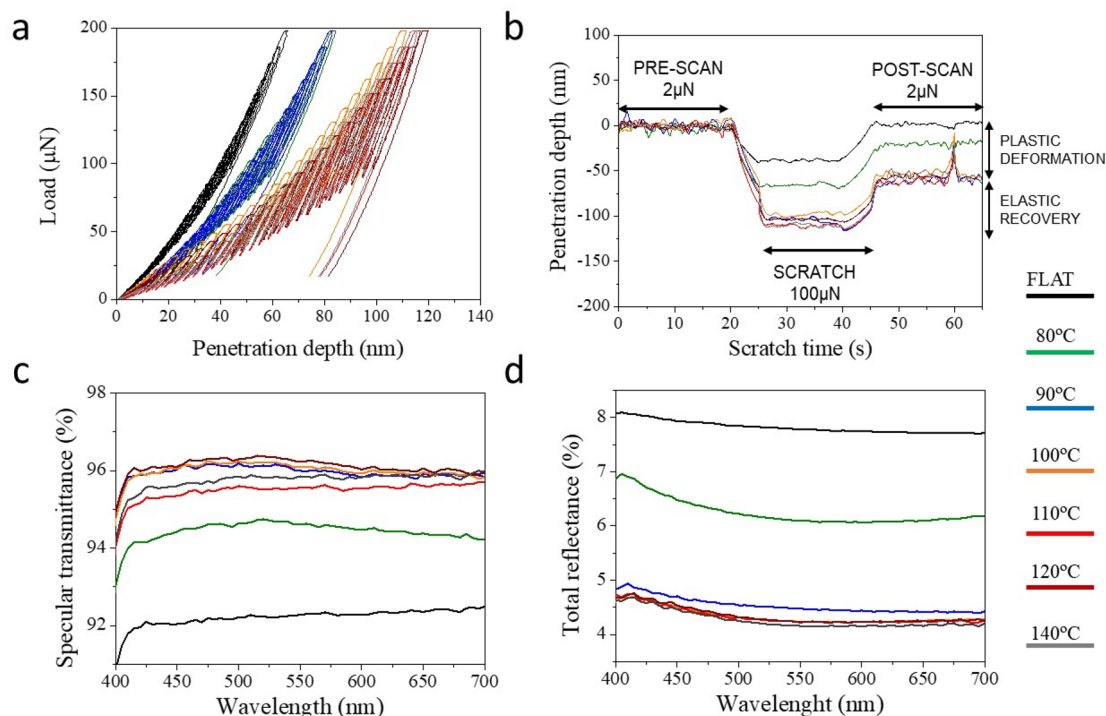 a
200
150
100
50
0
0 20 40 60 80 100 120 140
Load (μN)
Penetration depth (nm)
b
100
50
0
-50
-100
-150
-200
0 10 20 30 40 50 60
Penetration depth (nm)
Scratch time (s)
PRE-SCAN
2μN
POST-SCAN
2μN
SCRATCH
100μN
PLASTIC
DEFORMATION
ELASTIC
RECOVERY
c
98
96
94
92
400 450 500 550 600 650 700
Specular transmittance (%)
Wavelength (nm)
d
8
7
6
5
4
400 450 500 550 600 650 700
Total reflectance (%)
Wavelenght (nm)
FLAT
80ºC
90ºC
100ºC
110ºC
120ºC
140ºC